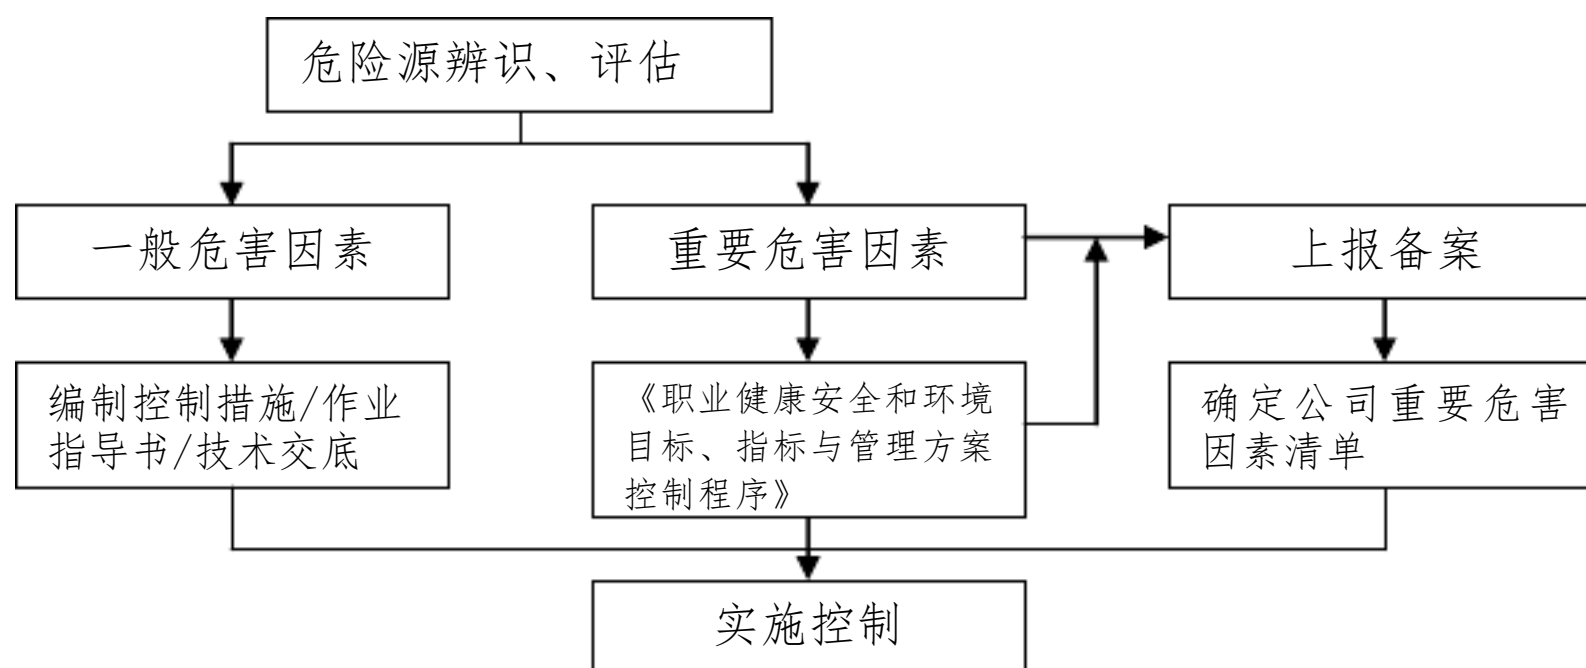 危险源辨识、评估
一般危害因素
重要危害因素
上报备案
编制控制措施/作业
指导书/技术交底
《职业健康安全和环境
目标、指标与管理方案
控制程序》
确定公司重要危害
因素清单
实施控制